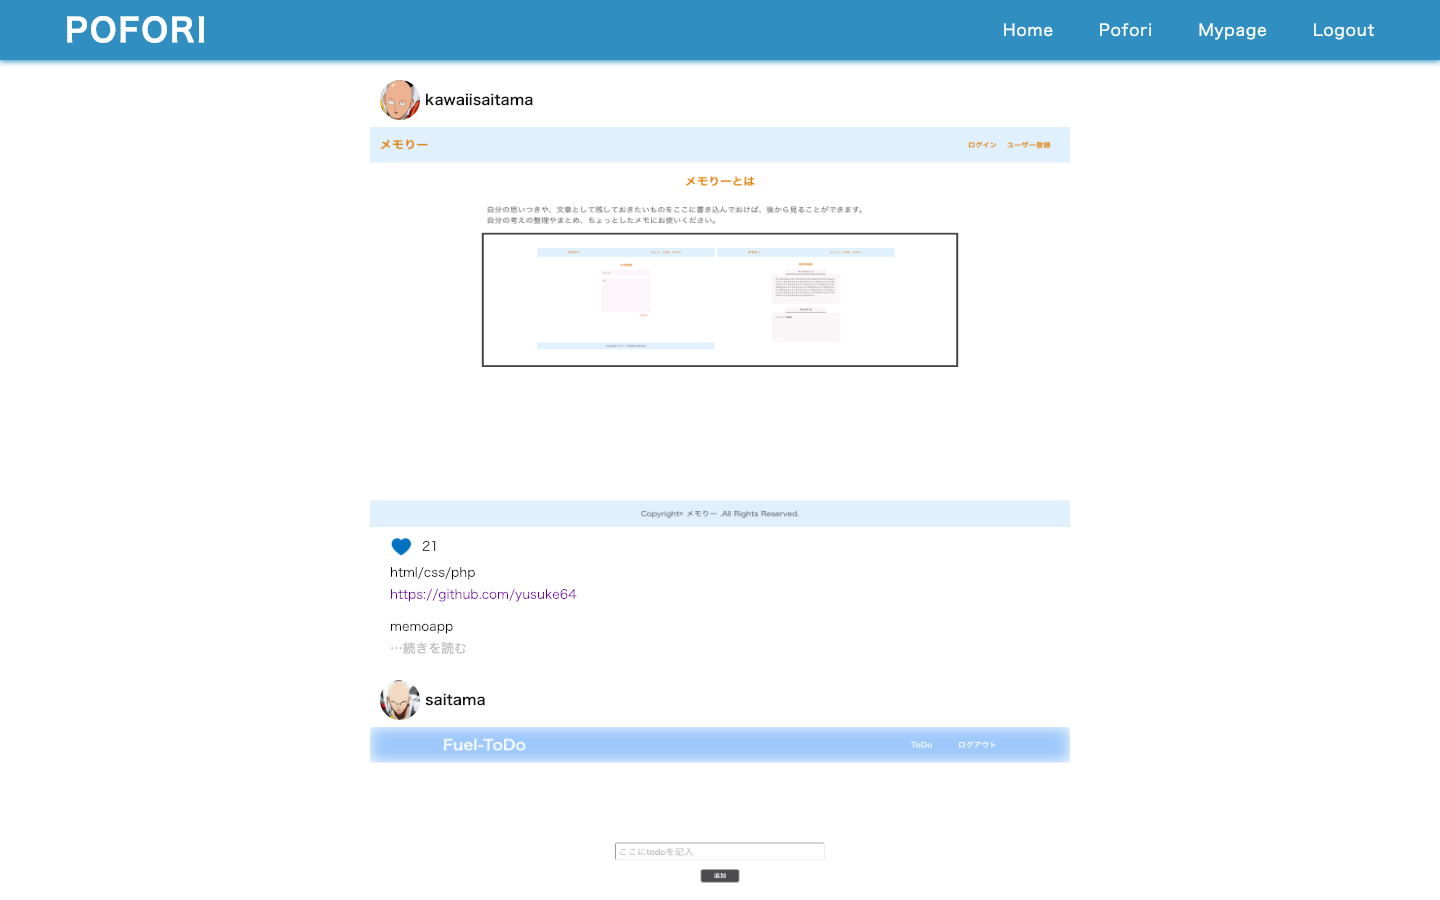 POFORI
Home Pofori Mypage Logout
kawaiisaitama
メモりー
ログイン ユーザー登録
メモりーとは
自分の思いつきや、文章として残しておきたいものをここに書き込んでおけば、後から見ることができます。
自分の考えの整理やまとめ、ちょっとしたメモにお使いください。
Copyright© メモりー .All Rights Reserved.
21
html/css/php
https://github.com/yusuke64
memoapp
…続きを読む
saitama
Fuel-ToDo
ToDo ログアウト
ここにtodoを記入
追加